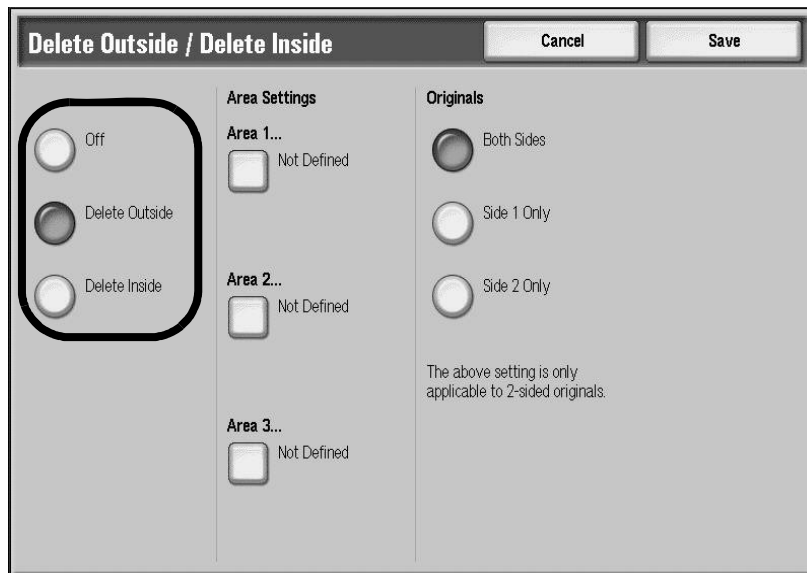 Delete Outside / Delete Inside
Cancel
Save
Off
Delete Outside
Delete Inside
Area Settings
Area 1...
Not Defined
Area 2...
Not Defined
Area 3...
Not Defined
Originals
Both Sides
Side 1 Only
Side 2 Only
The above setting is only
applicable to 2-sided originals.